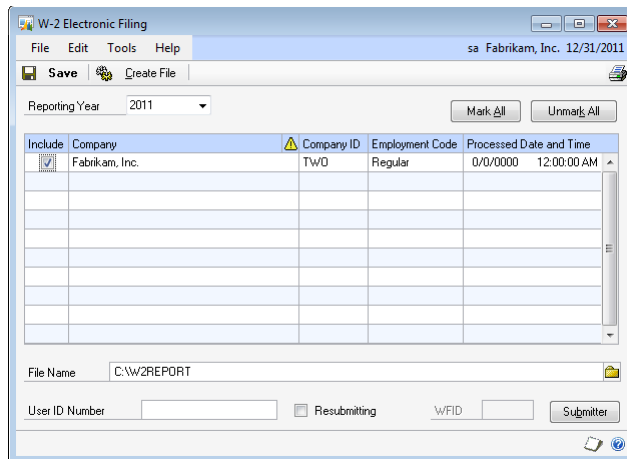 W-2 Electronic Filing
File Edit Tools Help sa Fabrikam, Inc. 12/31/2011
Save Create File
Reporting Year 2011 Mark All Unmark All
Include Company Company ID Employment Code Processed Date and Time
Fabrikam, Inc. TWO Regular 0/0/0000 12:00:00 AM
File Name C:\W2REPORT
User ID Number Resubmitting WFID Submitter